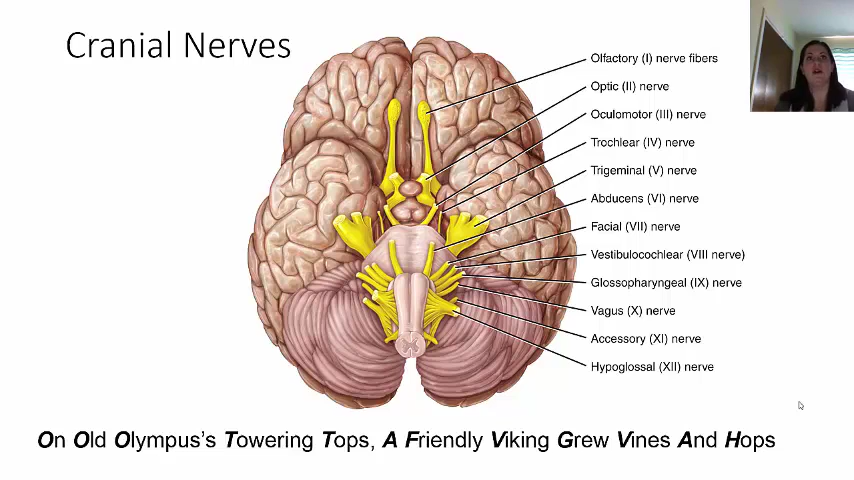 Cranial Nerves
Olfactory (I) nerve fibers
Optic (II) nerve
Oculomotor (III) nerve
Trochlear (IV) nerve
Trigeminal (V) nerve
Abducens (VI) nerve
Facial (VII) nerve
Vestibulocochlear (VIII nerve)
Glossopharyngeal (IX) nerve
Vagus (X) nerve
Accessory (XI) nerve
Hypoglossal (XII) nerve
On Old Olympus's Towering Tops, A Friendly Viking Grew Vines And Hops